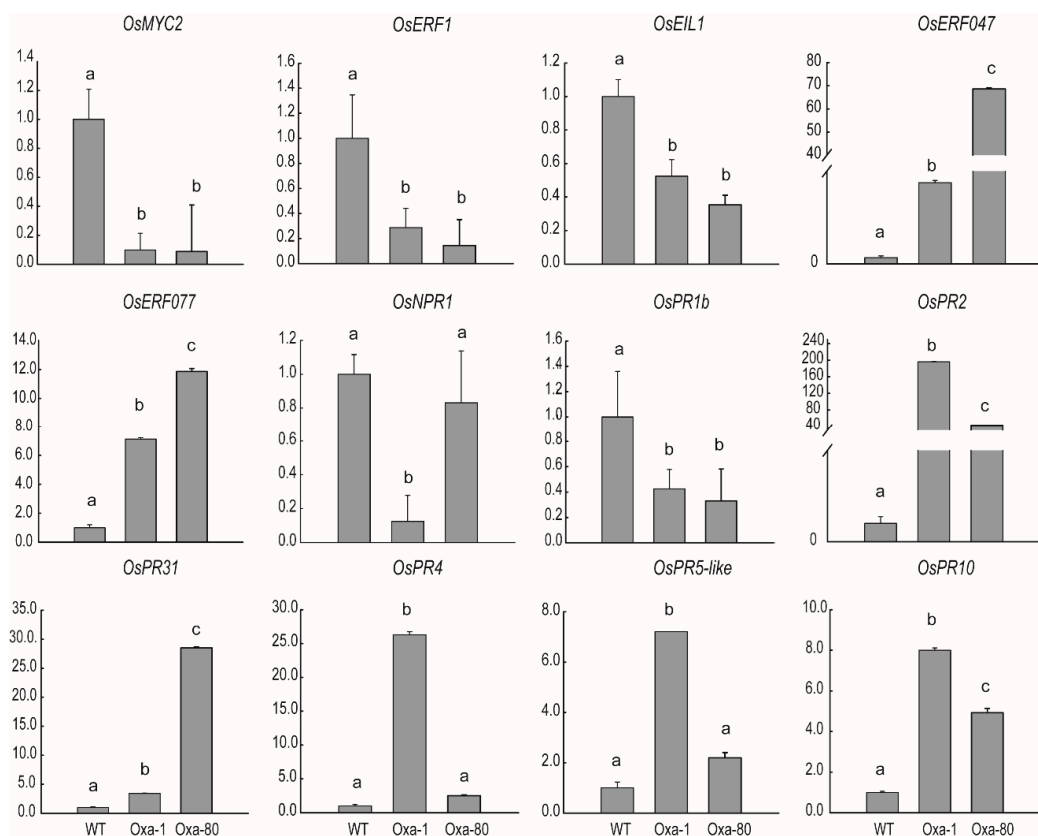 OsMYC2 OsERF1 OsEIL1 OsERF047
1.4 1.2 1.0 0.8 0.6 0.4 0.2 0.0 a b b
1.6 1.4 1.2 1.0 0.8 0.6 0.4 0.2 0.0 a b b
1.2 1.0 0.8 0.6 0.4 0.2 0.0 a b b
80 70 60 50 40 0 a b c
OsERF077 OsNPR1 OsPR1b OsPR2
14.0 12.0 10.0 8.0 6.0 4.0 2.0 0.0 a b c
1.2 1.0 0.8 0.6 0.4 0.2 0.0 a b a
1.6 1.4 1.2 1.0 0.8 0.6 0.4 0.2 0.0 a b b
240 200 160 200 180 40 0 a b c
OsPR31 OsPR4 OsPR5-like OsPR10
35.0 30.0 25.0 20.0 15.0 10.0 5.0 0.0 a b c
30.0 25.0 20.0 15.0 10.0 5.0 0.0 a b a
8.0 6.0 4.0 2.0 0.0 a b a
10.0 8.0 6.0 4.0 2.0 0.0 a b c
WT Oxa-1 Oxa-80 WT Oxa-1 Oxa-80 WT Oxa-1 Oxa-80 WT Oxa-1 Oxa-80